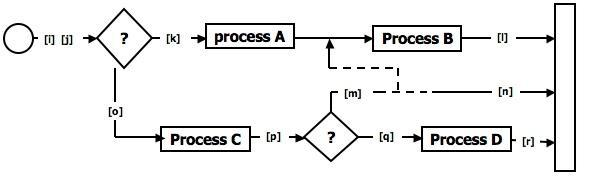 [i] [j] ? [k] process A Process B [l]
[m] [n]
[o]
Process C [p] ? [q] Process D [r]